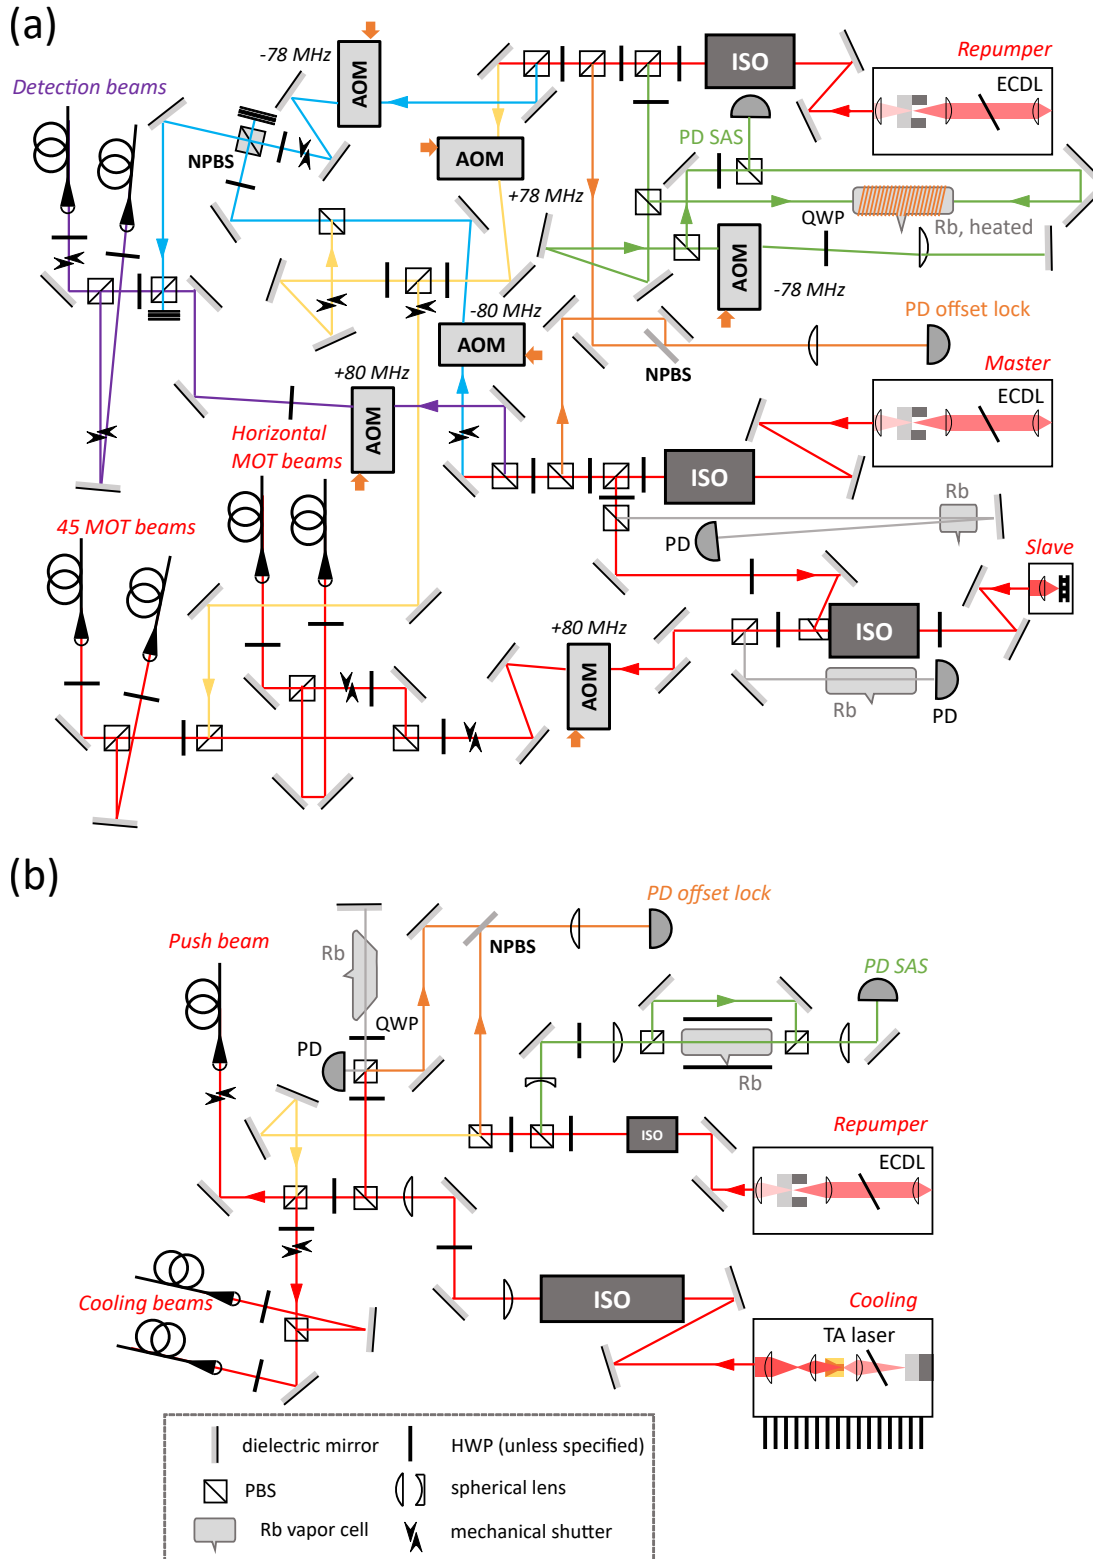 (a)
-78 MHz
AOM
ISO
Repumper
ECDL
Detection beams
NPBS
AOM
PD SAS
+78 MHz
QWP
Rb, heated
AOM
-78 MHz
-80 MHz
AOM
PD offset lock
NPBS
Master
ECDL
+80 MHz
AOM
Horizontal
MOT beams
ISO
Rb
PD
45 MOT beams
Slave
+80 MHz
AOM
ISO
Rb
PD
(b)
PD offset lock
Push beam
Rb
NPBS
PD SAS
QWP
PD
Rb
Repumper
ISO
ECDL
Cooling beams
ISO
Cooling
TA laser
dielectric mirror
HWP (unless specified)
PBS
spherical lens
Rb vapor cell
mechanical shutter